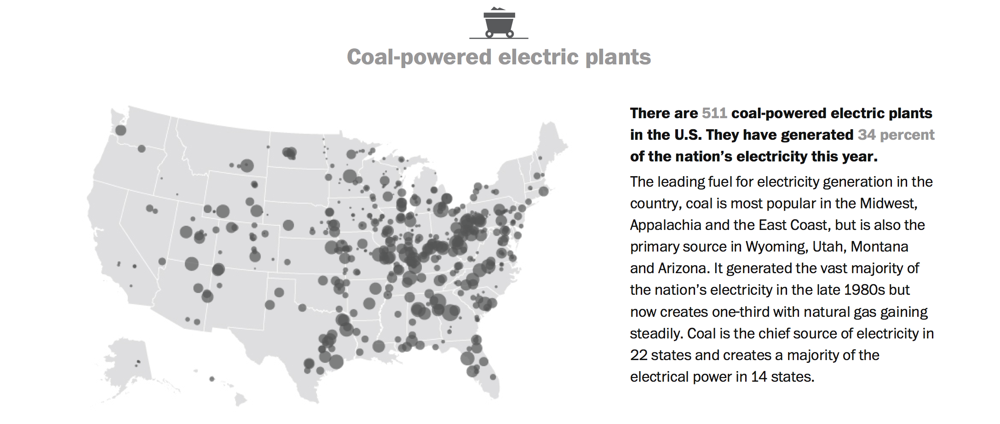 Coal-powered electric plants
There are 511 coal-powered electric plants
in the U.S. They have generated 34 percent
of the nation’s electricity this year.
The leading fuel for electricity generation in the
country, coal is most popular in the Midwest,
Appalachia and the East Coast, but is also the
primary source in Wyoming, Utah, Montana
and Arizona. It generated the vast majority of
the nation’s electricity in the late 1980s but
now creates one-third with natural gas gaining
steadily. Coal is the chief source of electricity in
22 states and creates a majority of the
electrical power in 14 states.